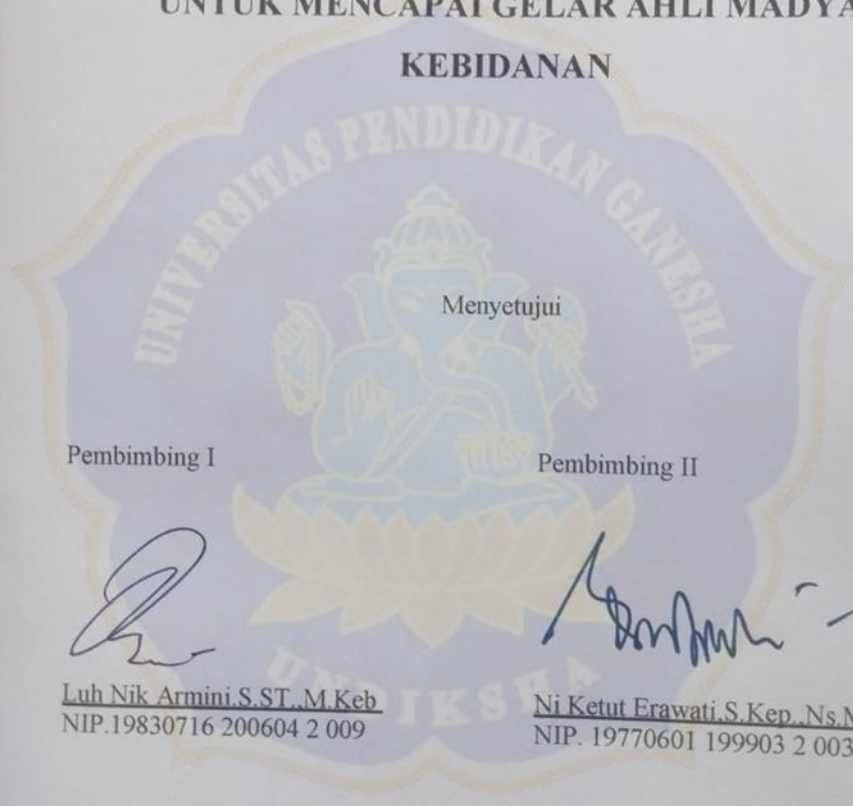 UNTUK MENCAPAI GELAR AHLI MADYA
KEBIDANAN
UNIVERSITAS PENDIDIKAN GANESHA
Menyetujui
Pembimbing I
Pembimbing II
UNDIKSHA
Luh Nik Armini.S.ST.,M.Keb
NIP.19830716 200604 2 009
Ni Ketut Erawati.S.Kep.,Ns.M
NIP. 19770601 199903 2 003